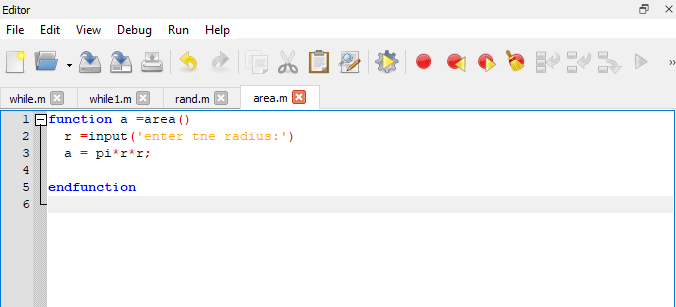 Editor
File Edit View Debug Run Help
while.m while1.m rand.m area.m
1 function a =area()
2 r =input('enter tne radius:')
3 a = pi*r*r;
4
5 endfunction
6